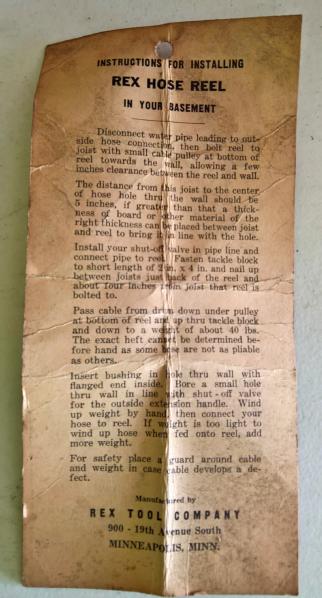 INSTRUCTIONS FOR INSTALLING
REX HOSE REEL
IN YOUR BASEMENT
Disconnect water pipe leading to out-
side hose connection, then bolt reel to
joist with small cable pulley at bottom of
reel towards the wall, allowing a few
inches clearance between the reel and wall.
The distance from this joist to the center
of hose hole thru the wall should be
5 inches, if greater than that a thick-
ness of board or other material of the
right thickness can be placed between joist
and reel to bring it in line with the hole.
Install your shut-off valve in pipe line and
connect pipe to reel. Fasten tackle block
to short length of 2 in. x 4 in. and nail up
between joists just back of the reel and
about four inches from joist that reel is
bolted to.
Pass cable from drum down under pulley
at bottom of reel and up thru tackle block
and down to a weight of about 40 lbs.
The exact heft cannot be determined be-
fore hand as some hose are not as pliable
as others.
Insert bushing in hole thru wall with
flanged end inside. Bore a small hole
thru wall in line with shut-off valve
for the outside extension handle. Wind
up weight by hand, then connect your
hose to reel. If weight is too light to
wind up hose when fed onto reel, add
more weight.
For safety place a guard around cable
and weight in case cable develops a de-
fect.
Manufactured by
REX TOOL COMPANY
900 - 19th Avenue South
MINNEAPOLIS, MINN.